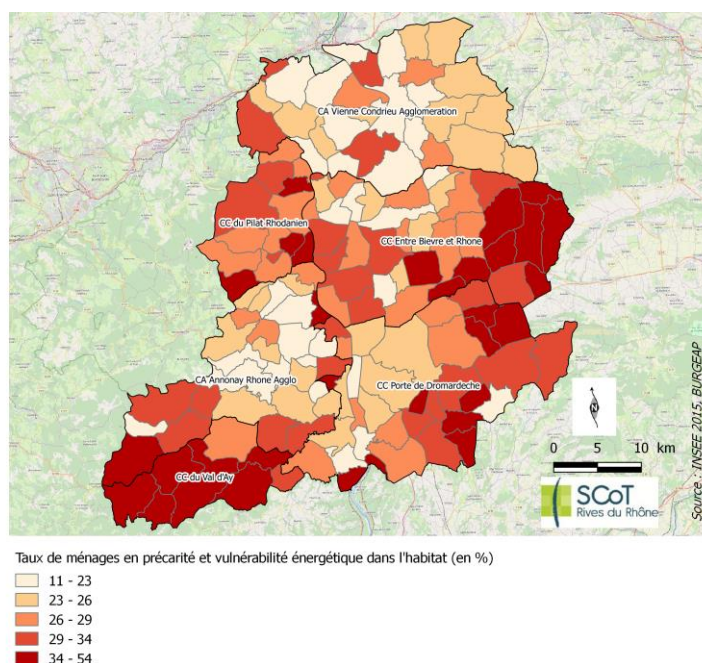 CA Vienne Condrieu Agglomeration
CC du Pilat Rhodanien
CC Entre Bievre et Rhone
CA Annonay Rhone Agglo
CC Porte de Dromardeche
CC du Val d'Ay
N
0 5 10 km
SCoT
Rives du Rhône
Source : INSEE 2015, BURGEAP
Taux de ménages en précarité et vulnérabilité énergétique dans l'habitat (en %)
11 - 23
23 - 26
26 - 29
29 - 34
34 - 54